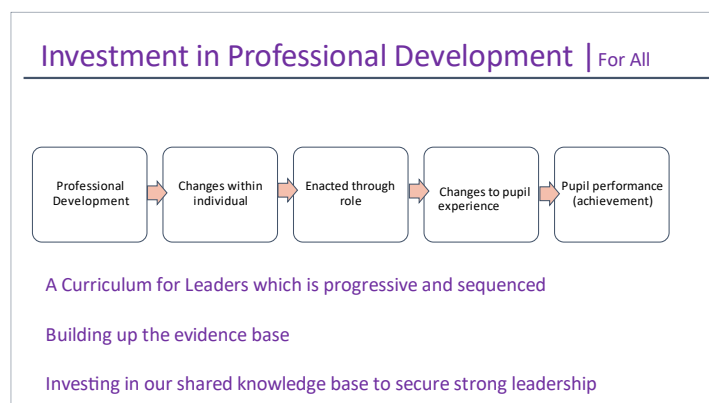 Investment in Professional Development | For All
Professional
Development
Changes within
individual
Enacted through
role
Changes to pupil
experience
Pupil performance
(achievement)
A Curriculum for Leaders which is progressive and sequenced
Building up the evidence base
Investing in our shared knowledge base to secure strong leadership